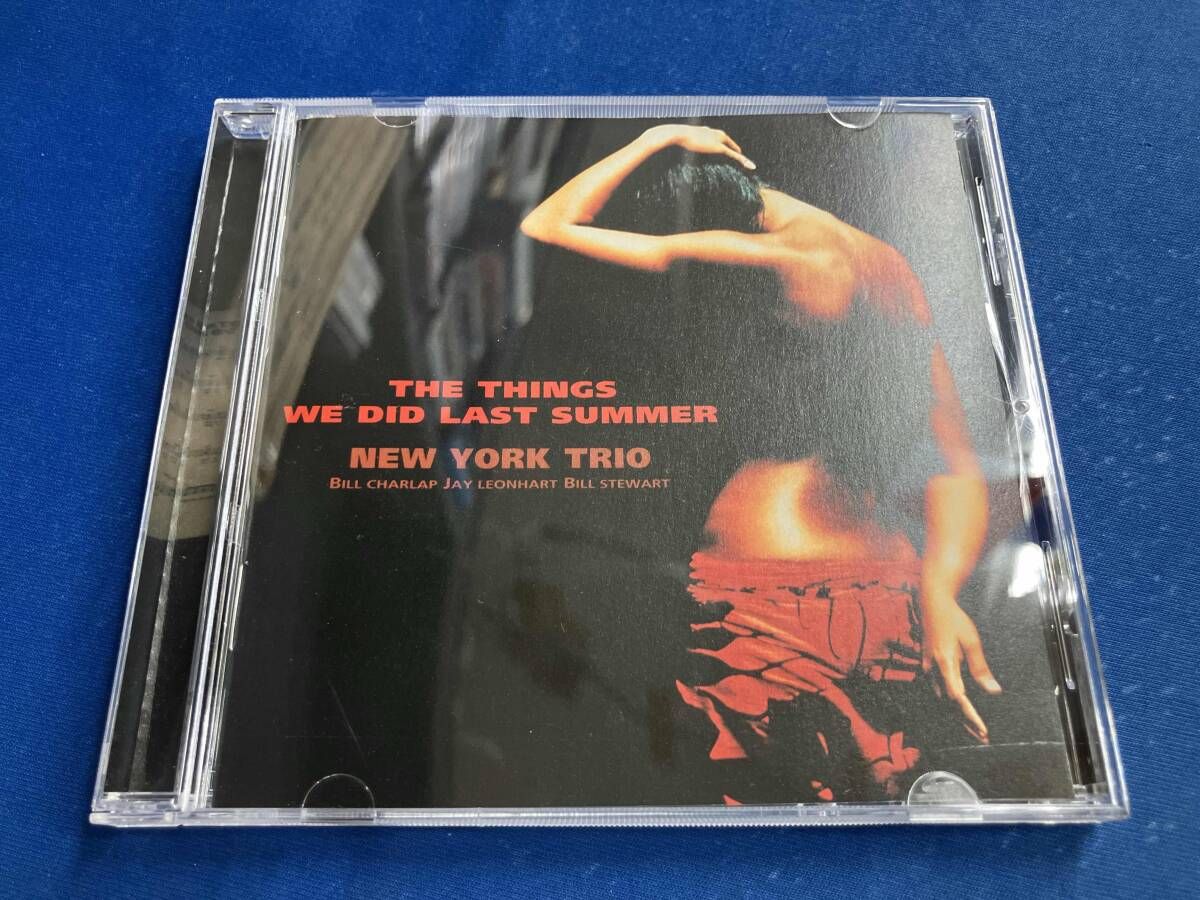 THE THINGS
WE DID LAST SUMMER
NEW YORK TRIO
BILL CHARLAP JAY LEONHART BILL STEWART